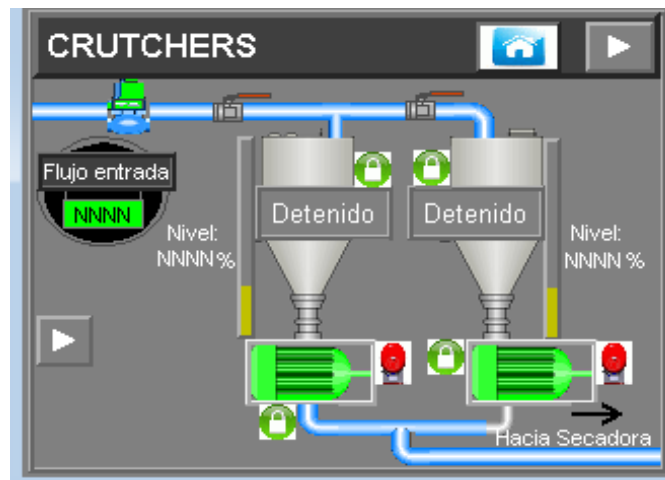 CRUTCHERS
Flujo entrada
NNNN
Nivel:
NNNN %
Detenido
Detenido
Nivel:
NNNN %
Hacia Secadora